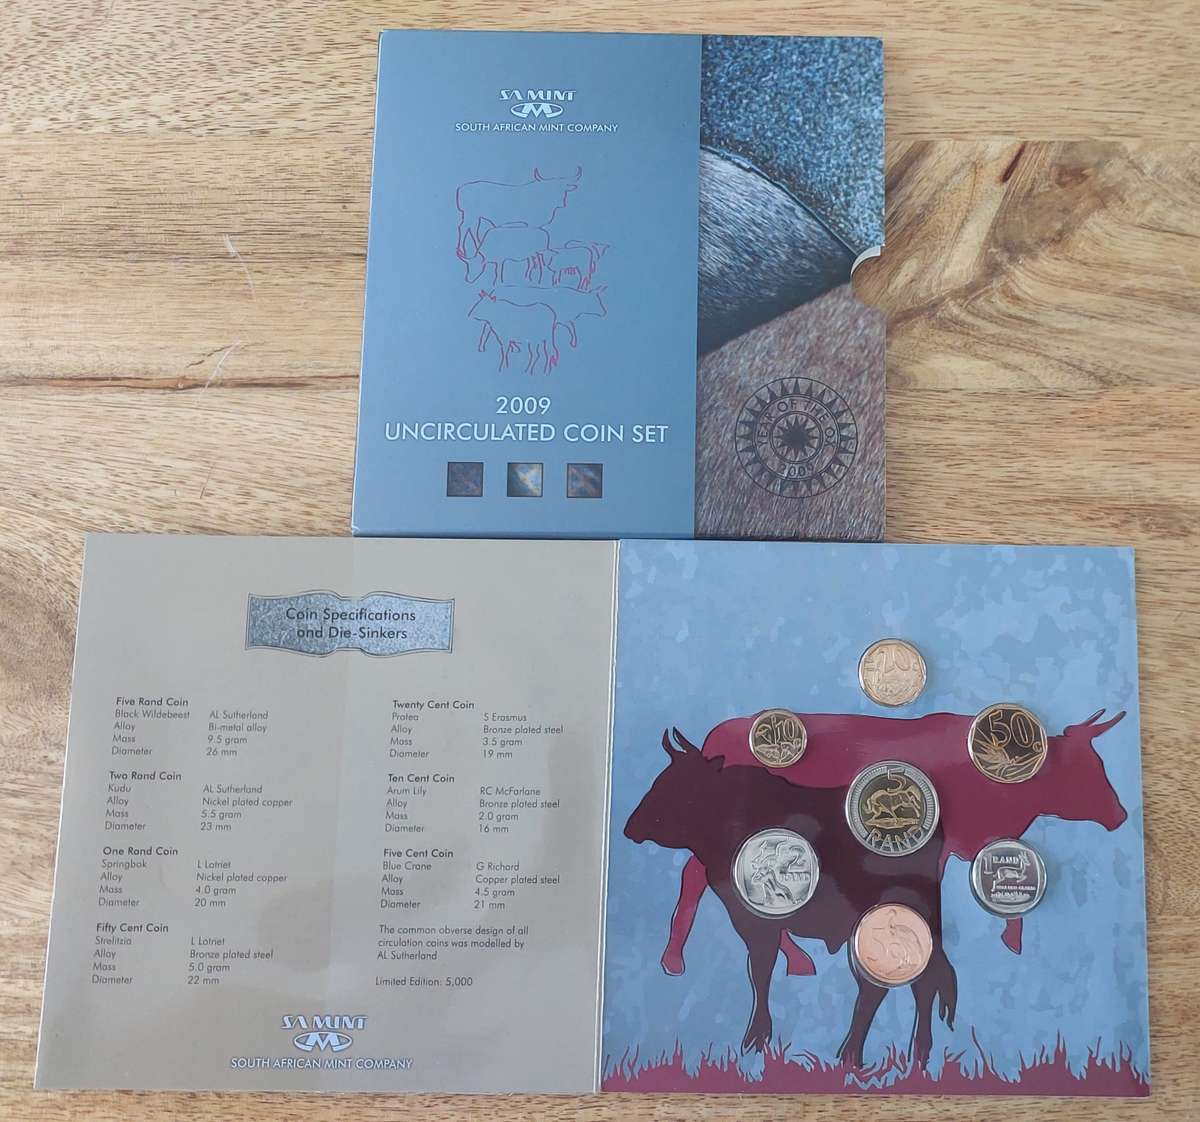 SA MINT
SOUTH AFRICAN MINT COMPANY
2009
UNCIRCULATED COIN SET
YEAR OF THE OX
2009
Coin Specifications
and Die-Sinkers
Five Rand Coin
Black Wildebeest AL Sutherland
Alloy Bi-metal alloy
Mass 9.5 gram
Diameter 26 mm
Two Rand Coin
Kudu AL Sutherland
Alloy Nickel plated copper
Mass 5.5 gram
Diameter 23 mm
One Rand Coin
Springbok L Lotriet
Alloy Nickel plated copper
Mass 4.0 gram
Diameter 20 mm
Fifty Cent Coin
Strelitzia L Lotriet
Alloy Bronze plated steel
Mass 5.0 gram
Diameter 22 mm
Twenty Cent Coin
Protea S Erasmus
Alloy Bronze plated steel
Mass 3.5 gram
Diameter 19 mm
Ten Cent Coin
Arum Lily RC McFarlane
Alloy Bronze plated steel
Mass 2.0 gram
Diameter 16 mm
Five Cent Coin
Blue Crane G Richard
Alloy Copper plated steel
Mass 4.5 gram
Diameter 21 mm
The common obverse design of all
circulation coins was modelled by
AL Sutherland
Limited Edition: 5,000
SA MINT
SOUTH AFRICAN MINT COMPANY
20c
10c
50c
5
RAND
2
RAND
1 RAND
5c